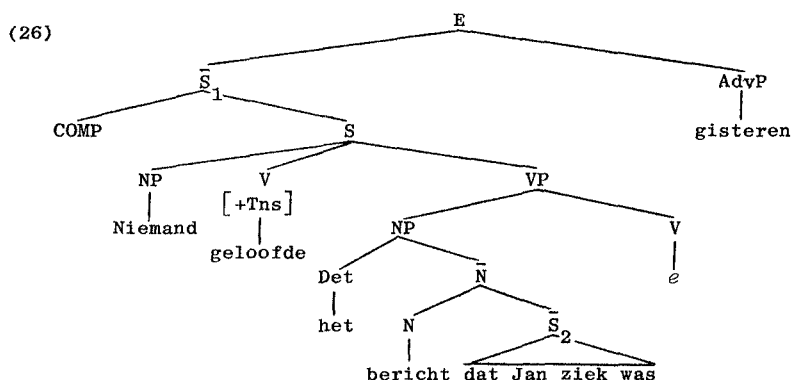 (26)
E
S̄1 AdvP
COMP S gisteren
NP V VP
[+Tns]
Niemand NP V
geloofde
Det N̄ e
het N S̄2
bericht dat Jan ziek was